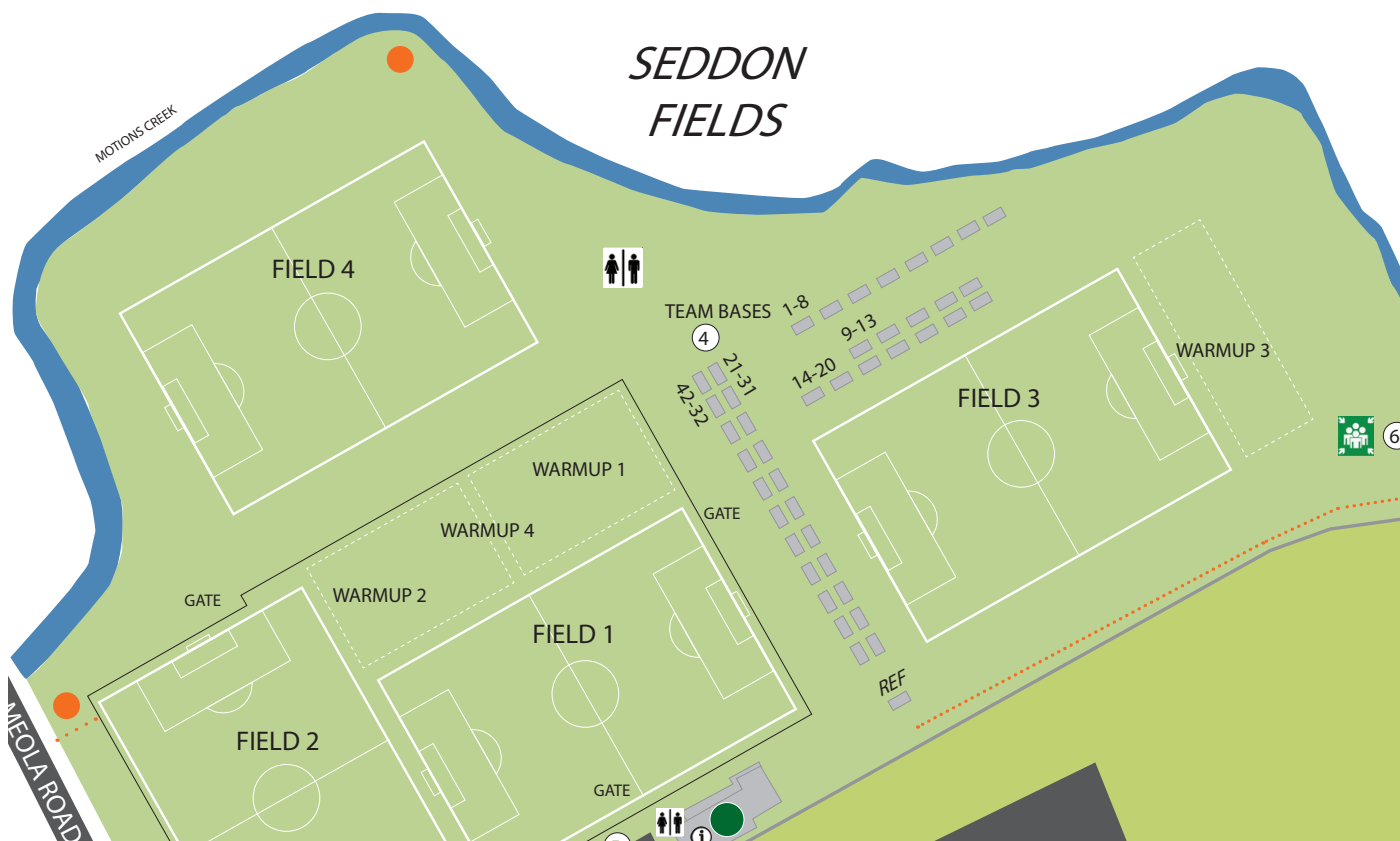 SEDDON
FIELDS
MOTIONS CREEK
FIELD 4
TEAM BASES
4
1-8
9-13
14-20
21-31
42-32
FIELD 3
WARMUP 3
6
WARMUP 1
WARMUP 4
WARMUP 2
GATE
GATE
FIELD 1
FIELD 2
REF
GATE
MEOLA ROAD
i